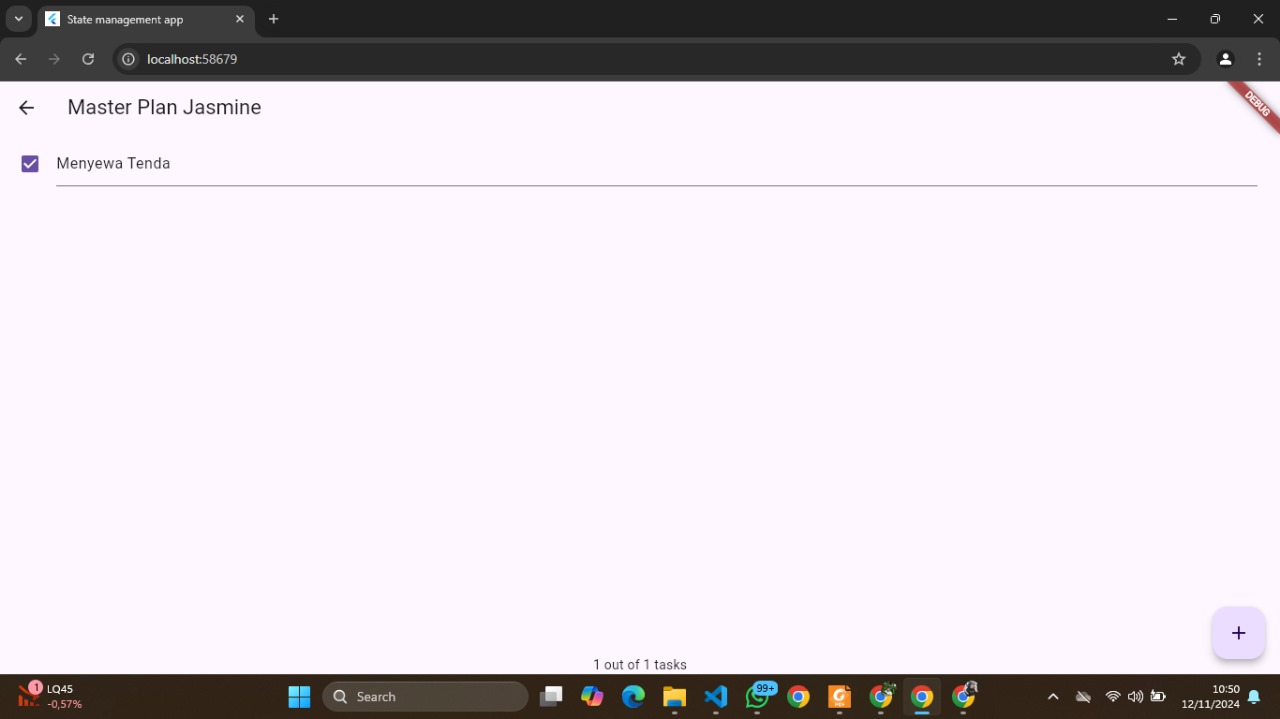 State management app
localhost:58679
Master Plan Jasmine
DEBUG
Menyewa Tenda
1 out of 1 tasks
1
LQ45
-0,57%
Search
99+
PDF
10:50
12/11/2024